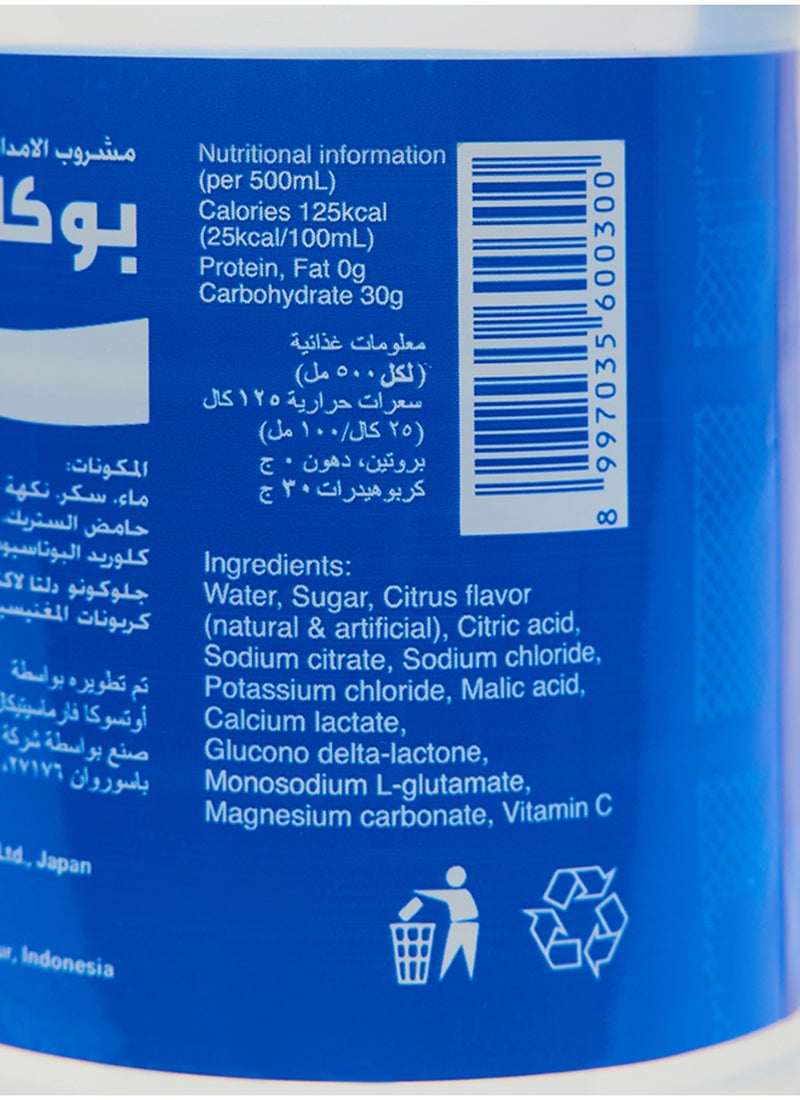 مشروب الامدا
بوكا
Nutritional information
(per 500mL)
Calories 125kcal
(25kcal/100mL)
Protein, Fat 0g
Carbohydrate 30g
معلومات غذائية
(لكل ٥٠٠ مل)
سعرات حرارية ١٢٥ كال
(٢٥ كال/١٠٠ مل)
بروتين، دهون ٠ ج
كربوهيدرات ٣٠ ج
8 997035 600300
المكونات:
ماء، سكر، نكهة
حامض الستريك،
كلوريد البوتاسيو
جلوكونو دلتا لاك
كربونات المغنيسي
تم تطويره بواسطة
أوتسوكا فارماسيتيكل
صنع بواسطة شركة
باسوروان ٦٧١٧٦،
Ingredients:
Water, Sugar, Citrus flavor
(natural & artificial), Citric acid,
Sodium citrate, Sodium chloride,
Potassium chloride, Malic acid,
Calcium lactate,
Glucono delta-lactone,
Monosodium L-glutamate,
Magnesium carbonate, Vitamin C
Ltd., Japan
ur, Indonesia